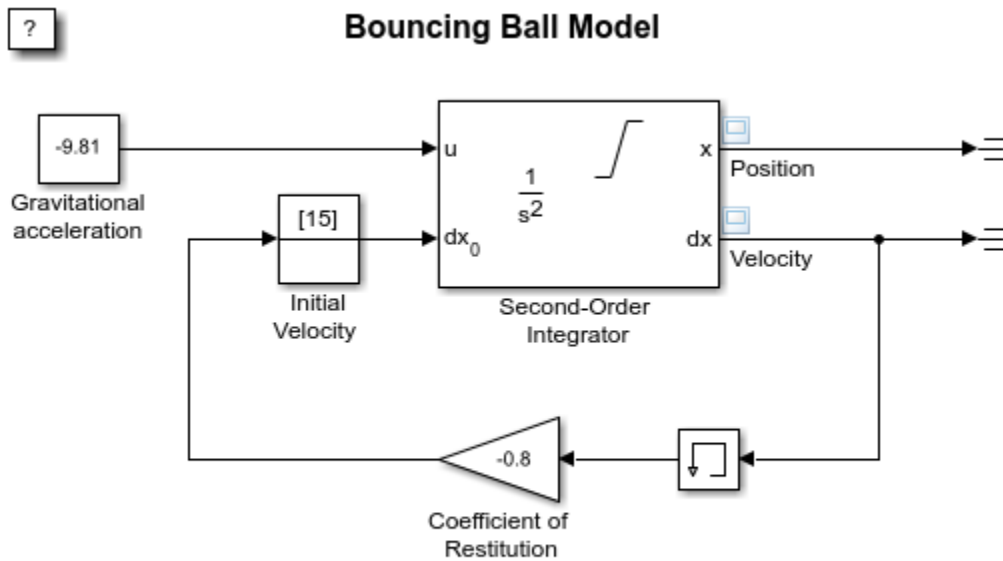 ?
Bouncing Ball Model
-9.81
Gravitational
acceleration
[15]
Initial
Velocity
u
dx0
1
s2
x
dx
Second-Order
Integrator
Position
Velocity
-0.8
Coefficient of
Restitution